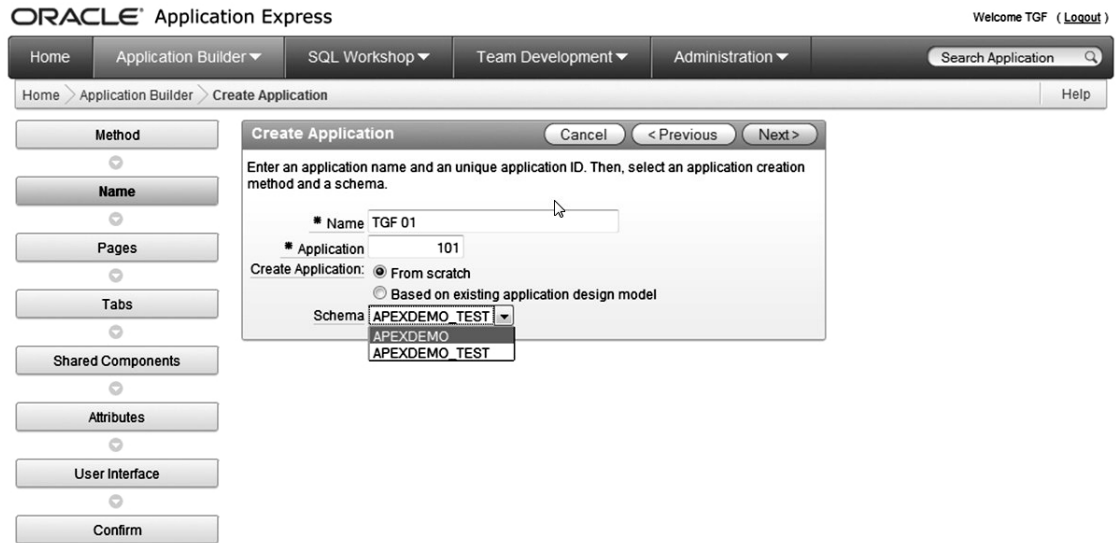 ORACLE Application Express
Welcome TGF ( Logout )
Home Application Builder SQL Workshop Team Development Administration Search Application
Home Application Builder Create Application Help
Method
Name
Pages
Tabs
Shared Components
Attributes
User Interface
Confirm
Create Application Cancel < Previous Next >
Enter an application name and an unique application ID. Then, select an application creation
method and a schema.
* Name TGF 01
* Application 101
Create Application: From scratch
Based on existing application design model
Schema APEXDEMO_TEST
APEXDEMO
APEXDEMO_TEST